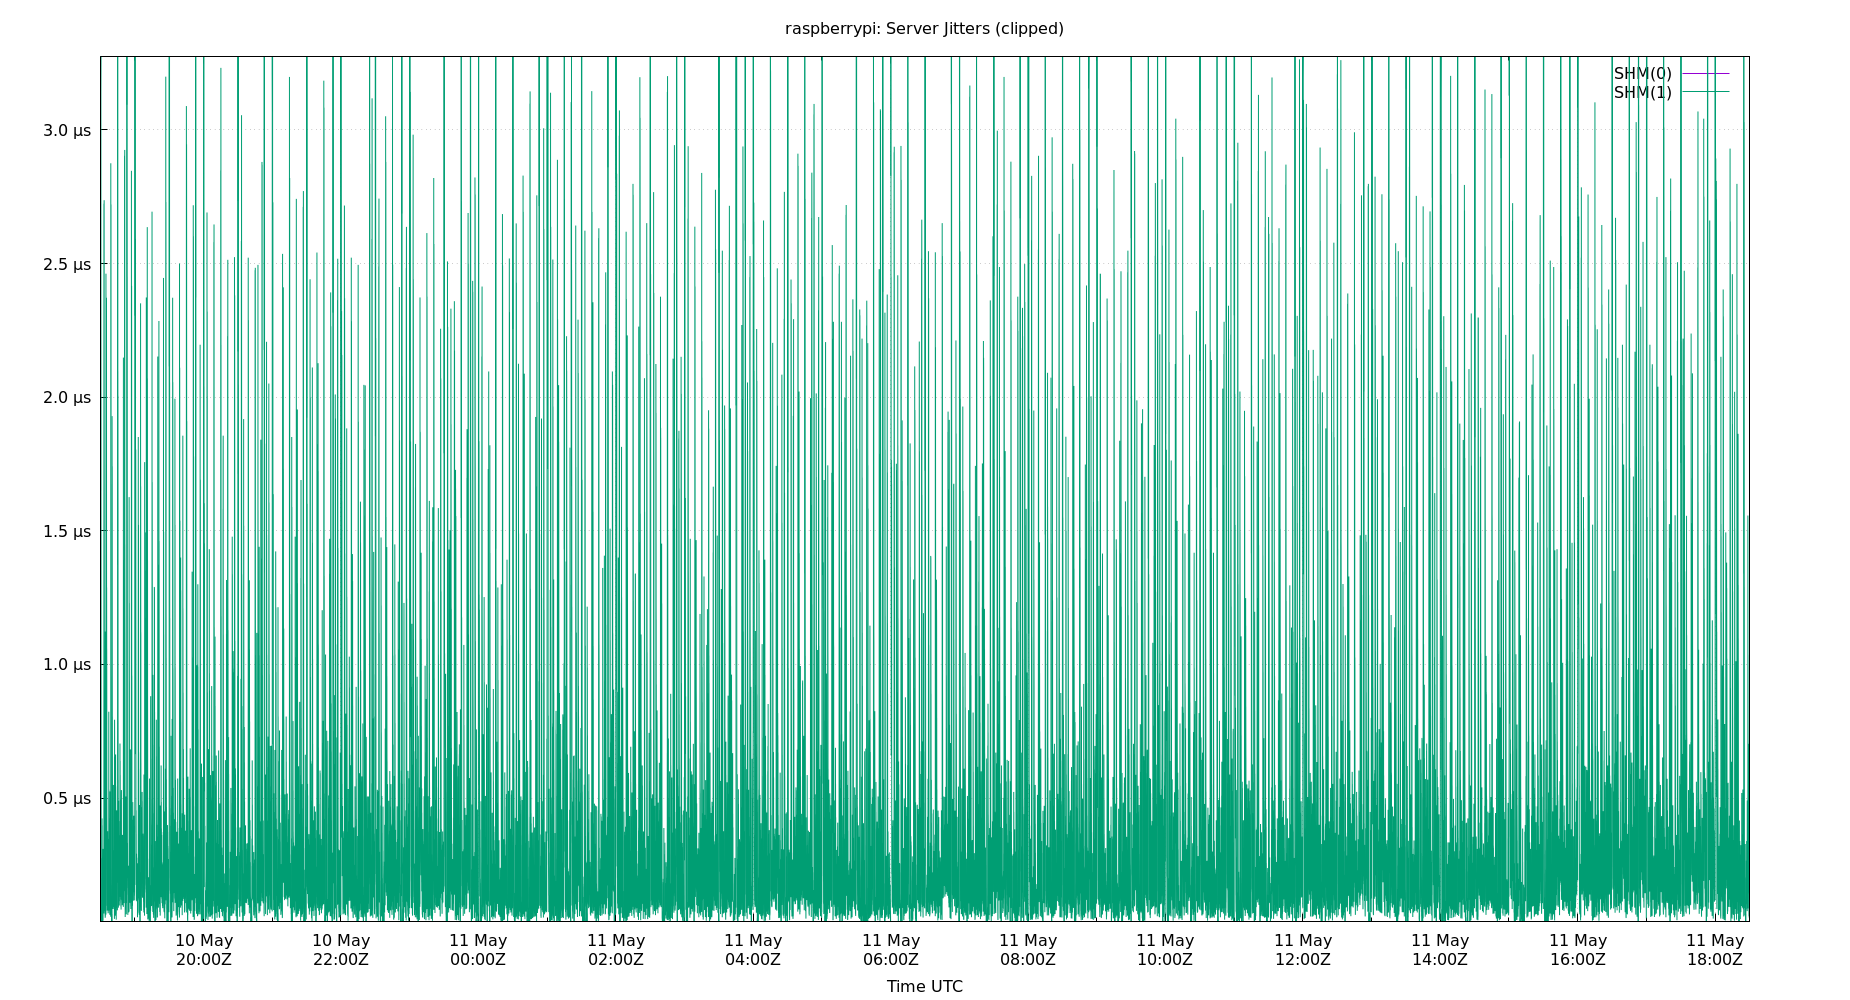 raspberrypi: Server Jitters (clipped)
SHM(0)
SHM(1)
3.0 µs
2.5 µs
2.0 µs
1.5 µs
1.0 µs
0.5 µs
10 May 10 May 11 May 11 May 11 May 11 May 11 May 11 May 11 May 11 May 11 May 11 May
20:00Z 22:00Z 00:00Z 02:00Z 04:00Z 06:00Z 08:00Z 10:00Z 12:00Z 14:00Z 16:00Z 18:00Z
Time UTC